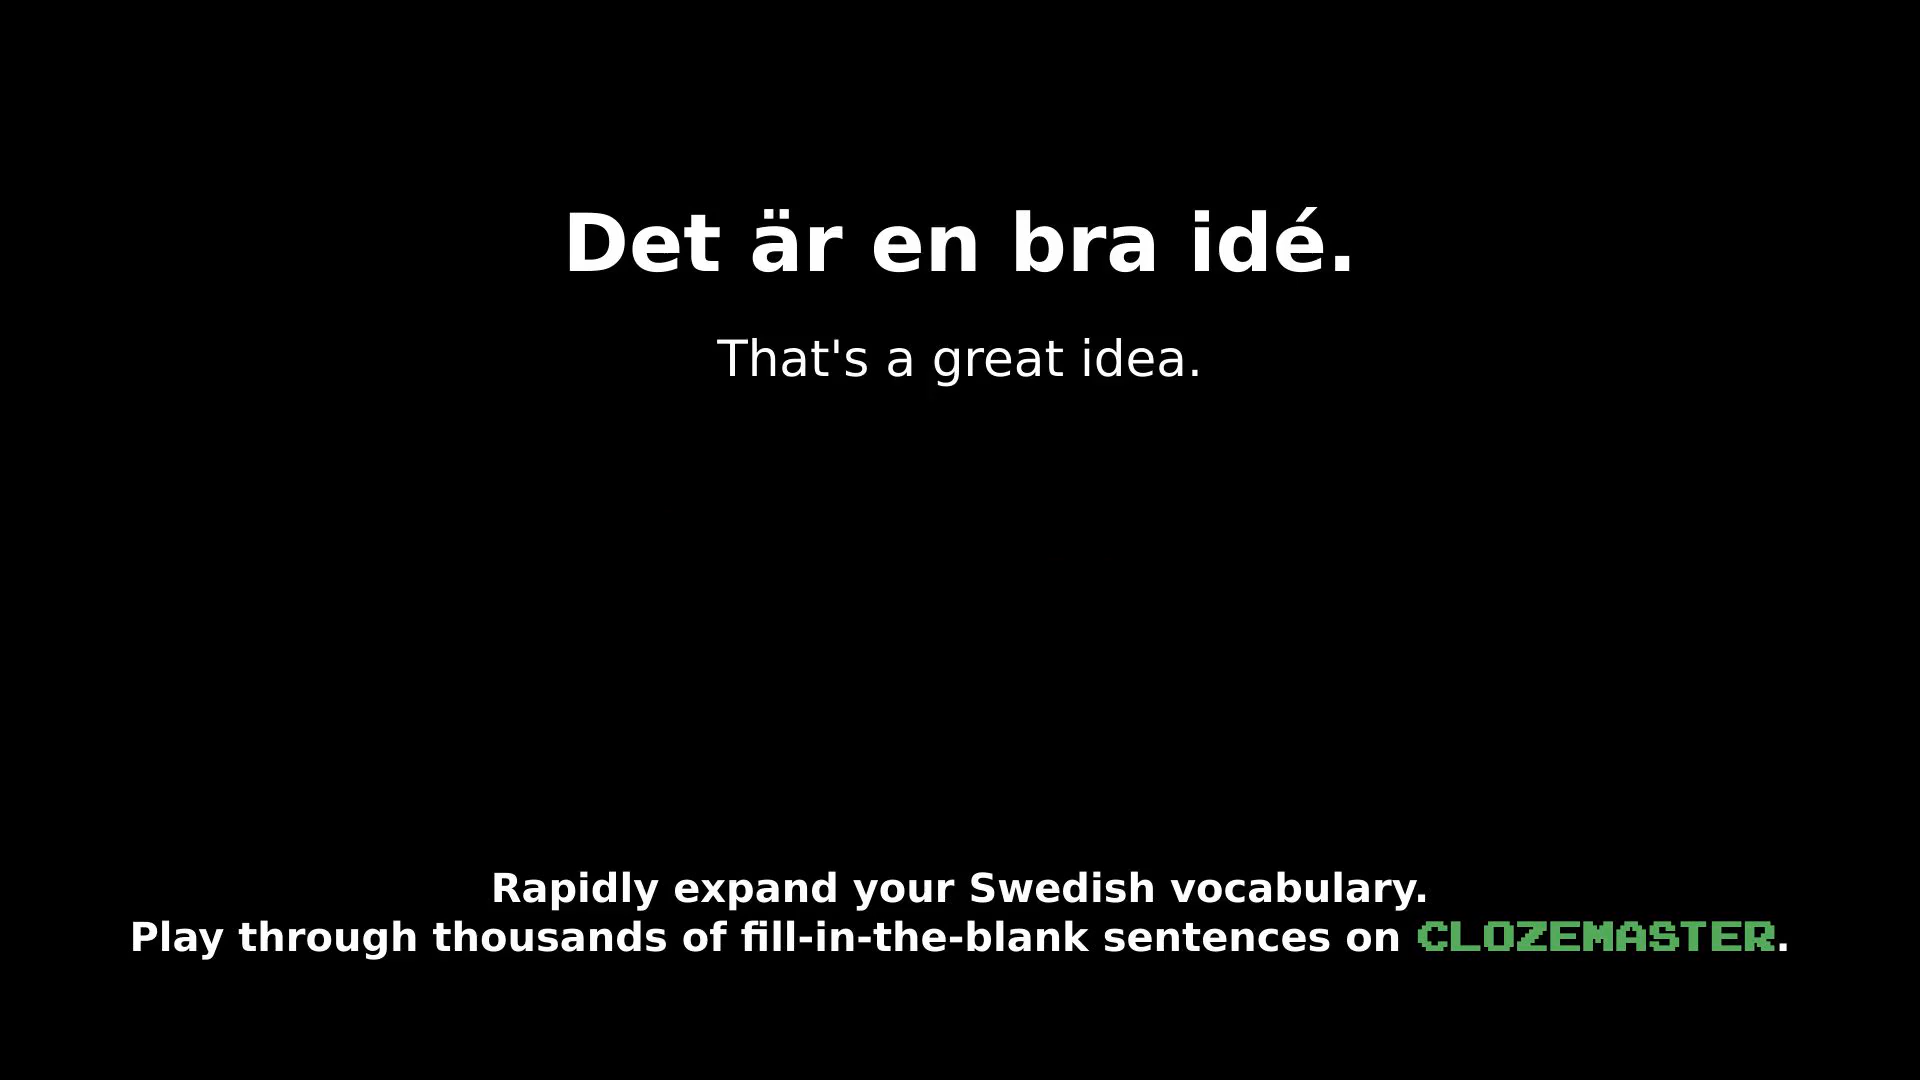 Det är en bra idé.
That's a great idea.
Rapidly expand your Swedish vocabulary.
Play through thousands of fill-in-the-blank sentences on CLOZEMASTER.